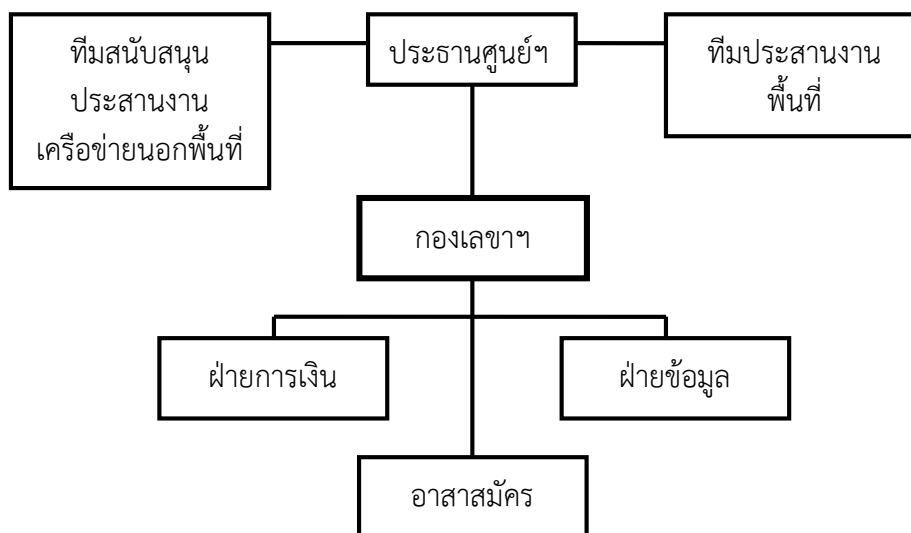 ทีมสนับสนุน
ประสานงาน
เครือข่ายนอกพื้นที่
ประธานศูนย์ฯ
ทีมประสานงาน
พื้นที่
กองเลขาฯ
ฝ่ายการเงิน
ฝ่ายข้อมูล
อาสาสมัคร